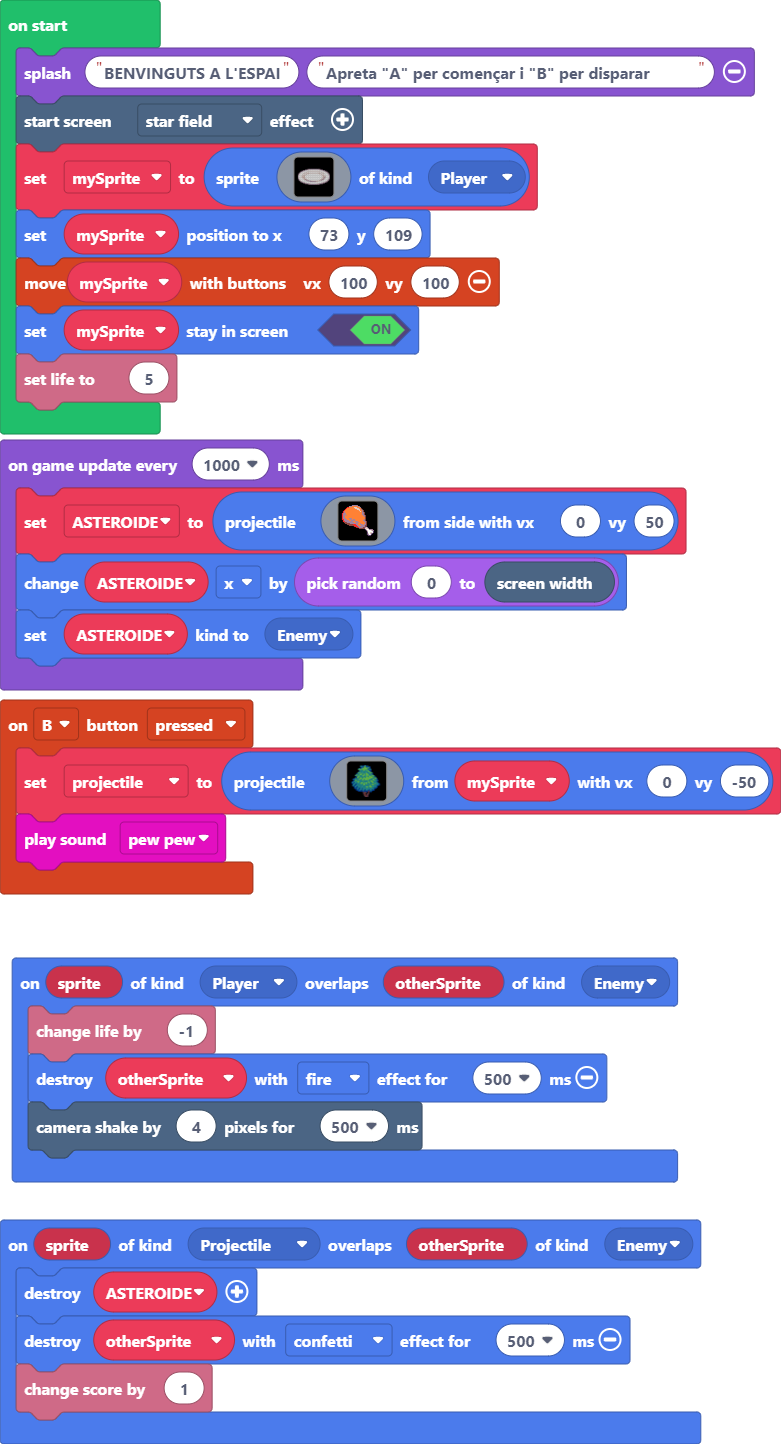 on start
splash "BENVINGUTS A L'ESPAI" "Apreta "A" per començar i "B" per disparar"
start screen star field effect
set mySprite to sprite of kind Player
set mySprite position to x 73 y 109
move mySprite with buttons vx 100 vy 100
set mySprite stay in screen ON
set life to 5
on game update every 1000 ms
set ASTEROIDE to projectile from side with vx 0 vy 50
change ASTEROIDE x by pick random 0 to screen width
set ASTEROIDE kind to Enemy
on B button pressed
set projectile to projectile from mySprite with vx 0 vy -50
play sound pew pew
on sprite of kind Player overlaps otherSprite of kind Enemy
change life by -1
destroy otherSprite with fire effect for 500 ms
camera shake by 4 pixels for 500 ms
on sprite of kind Projectile overlaps otherSprite of kind Enemy
destroy ASTEROIDE
destroy otherSprite with confetti effect for 500 ms
change score by 1